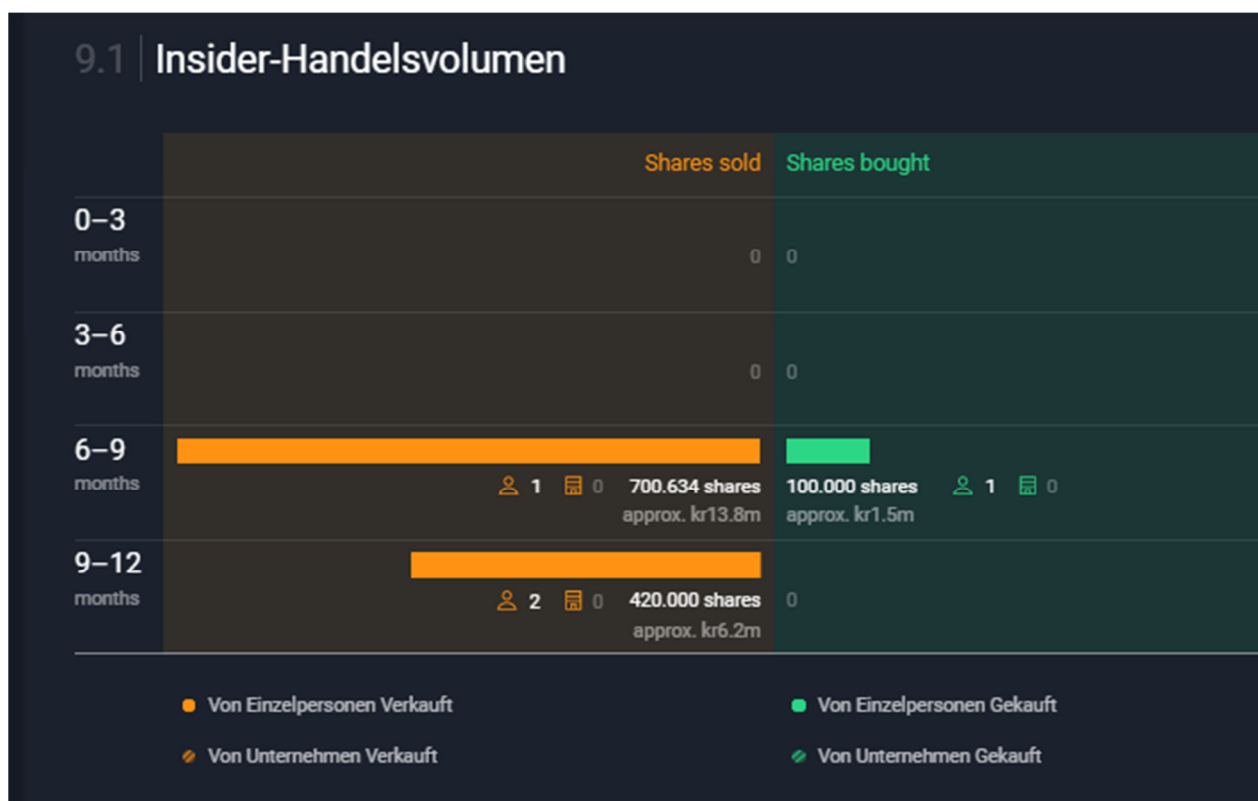 9.1 Insider-Handelsvolumen
Shares sold Shares bought
0–3
months
0 0
3–6
months
0 0
6–9
months
1 0 700.634 shares 100.000 shares 1 0
approx. kr13.8m approx. kr1.5m
9–12
months
2 0 420.000 shares 0
approx. kr6.2m
Von Einzelpersonen Verkauft Von Einzelpersonen Gekauft
Von Unternehmen Verkauft Von Unternehmen Gekauft